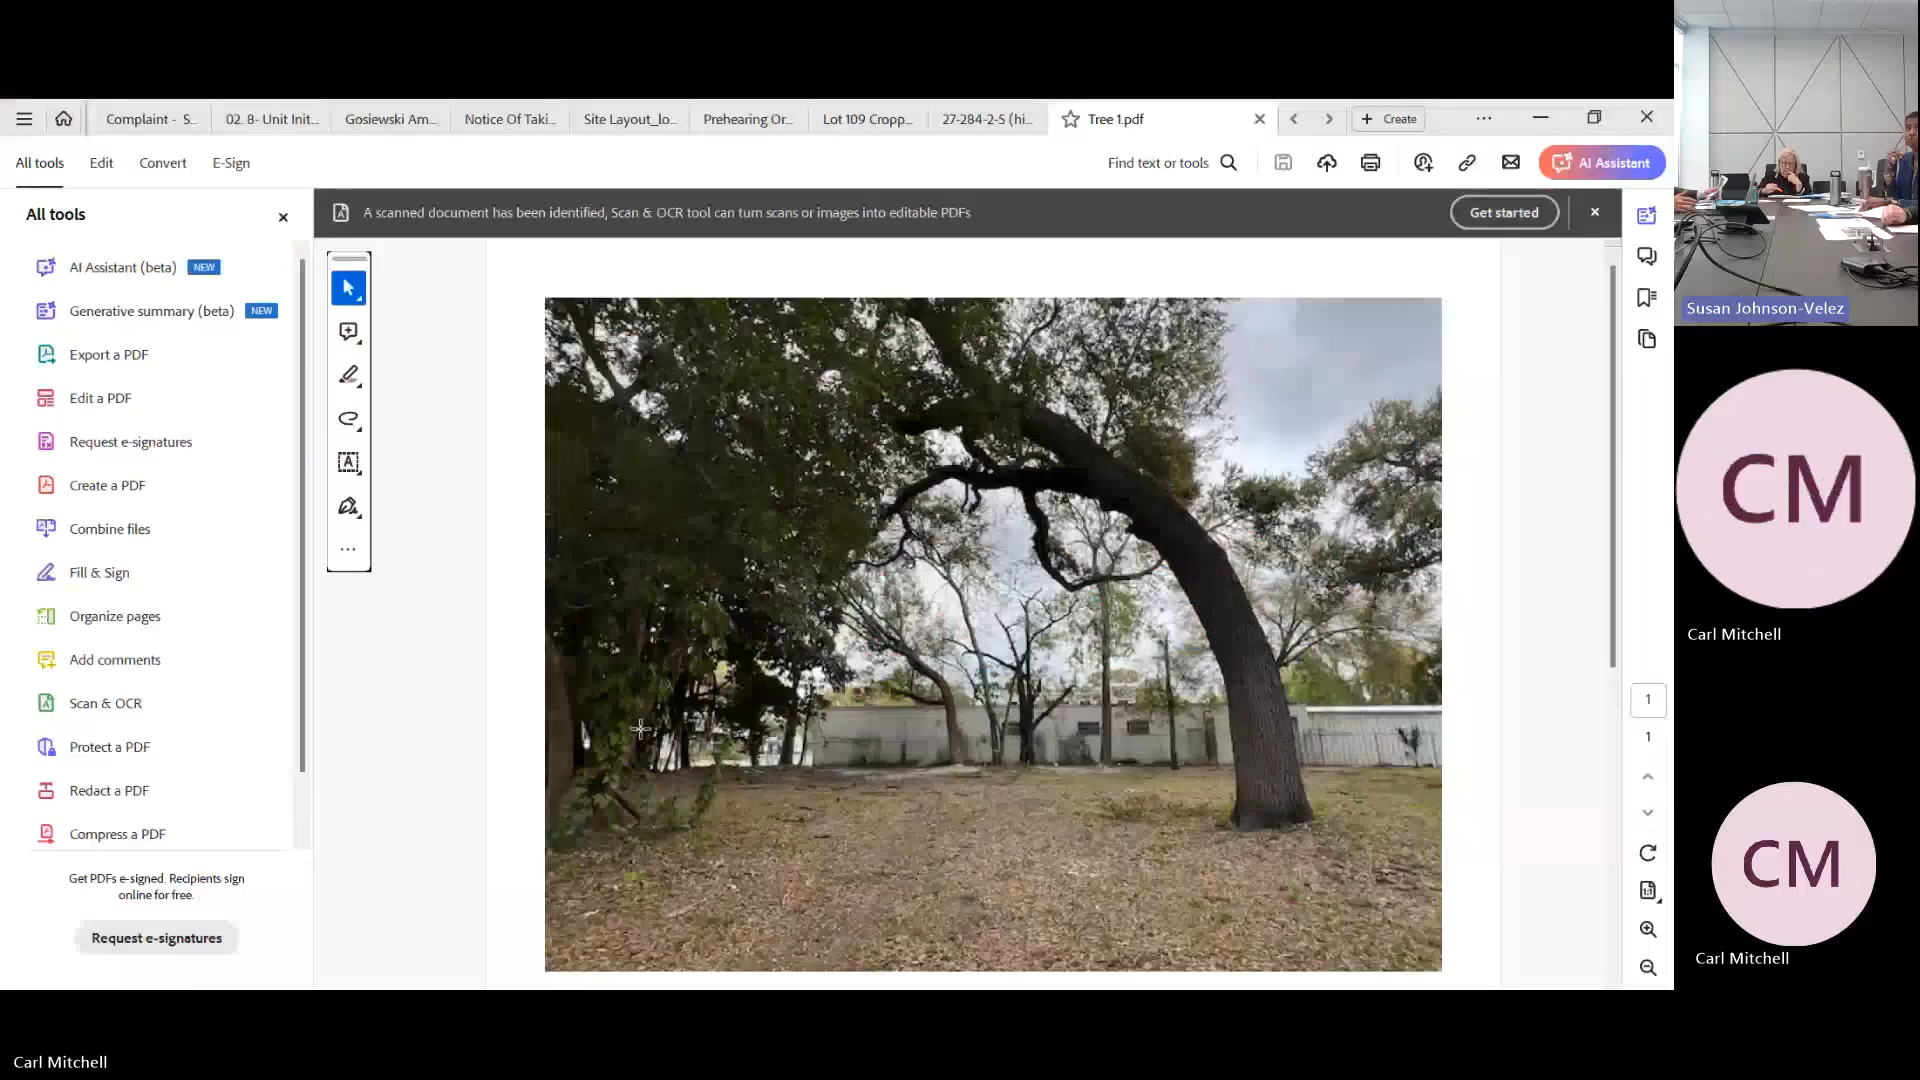 Complaint - S...
02. 8- Unit Init...
Gosiewski Am...
Notice Of Taki...
Site Layout_lo...
Prehearing Or...
Lot 109 Cropp...
27-284-2-5 (hi...
Tree 1.pdf
Create
All tools
Edit
Convert
E-Sign
Find text or tools
AI Assistant
All tools
A scanned document has been identified, Scan & OCR tool can turn scans or images into editable PDFs
Get started
AI Assistant (beta) NEW
Generative summary (beta) NEW
Export a PDF
Edit a PDF
Request e-signatures
Create a PDF
Combine files
Fill & Sign
Organize pages
Add comments
Scan & OCR
Protect a PDF
Redact a PDF
Compress a PDF
Get PDFs e-signed. Recipients sign
online for free.
Request e-signatures
1
1
Susan Johnson-Velez
CM
Carl Mitchell
CM
Carl Mitchell
Carl Mitchell